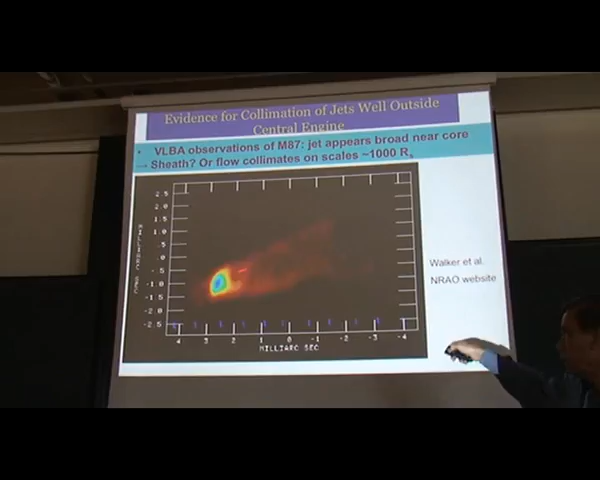 Evidence for Collimation of Jets Well Outside
Central Engine
• VLBA observations of M87: jet appears broad near core
→ Sheath? Or flow collimates on scales ~1000 Rs
2.5
2.0
1.5
1.0
.5
0
-.5
-1.0
-1.5
-2.0
-2.5
4 3 2 1 0 -1 -2 -3 -4
MILLIARC SEC
Walker et al.
NRAO website